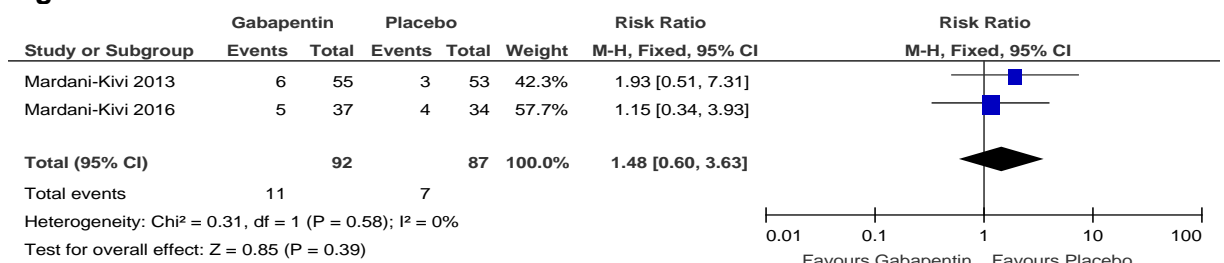 Gabapentin Placebo Risk Ratio Risk Ratio
Study or Subgroup Events Total Events Total Weight M-H, Fixed, 95% CI M-H, Fixed, 95% CI
Mardani-Kivi 2013 6 55 3 53 42.3% 1.93 [0.51, 7.31]
Mardani-Kivi 2016 5 37 4 34 57.7% 1.15 [0.34, 3.93]
Total (95% CI) 92 87 100.0% 1.48 [0.60, 3.63]
Total events 11 7
Heterogeneity: Chi² = 0.31, df = 1 (P = 0.58); I² = 0%
Test for overall effect: Z = 0.85 (P = 0.39)
0.01 0.1 1 10 100
Favours Gabapentin Favours Placebo